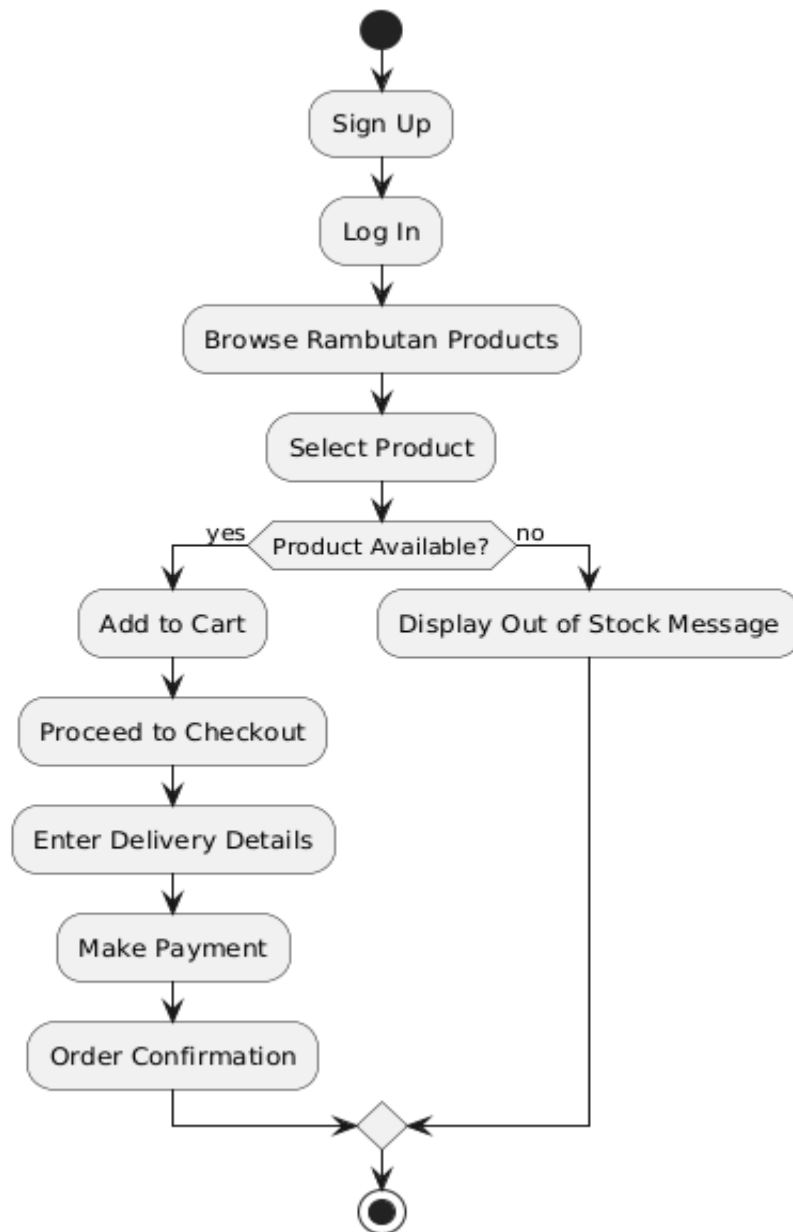 Sign Up
Log In
Browse Rambutan Products
Select Product
yes
Product Available?
no
Add to Cart
Display Out of Stock Message
Proceed to Checkout
Enter Delivery Details
Make Payment
Order Confirmation